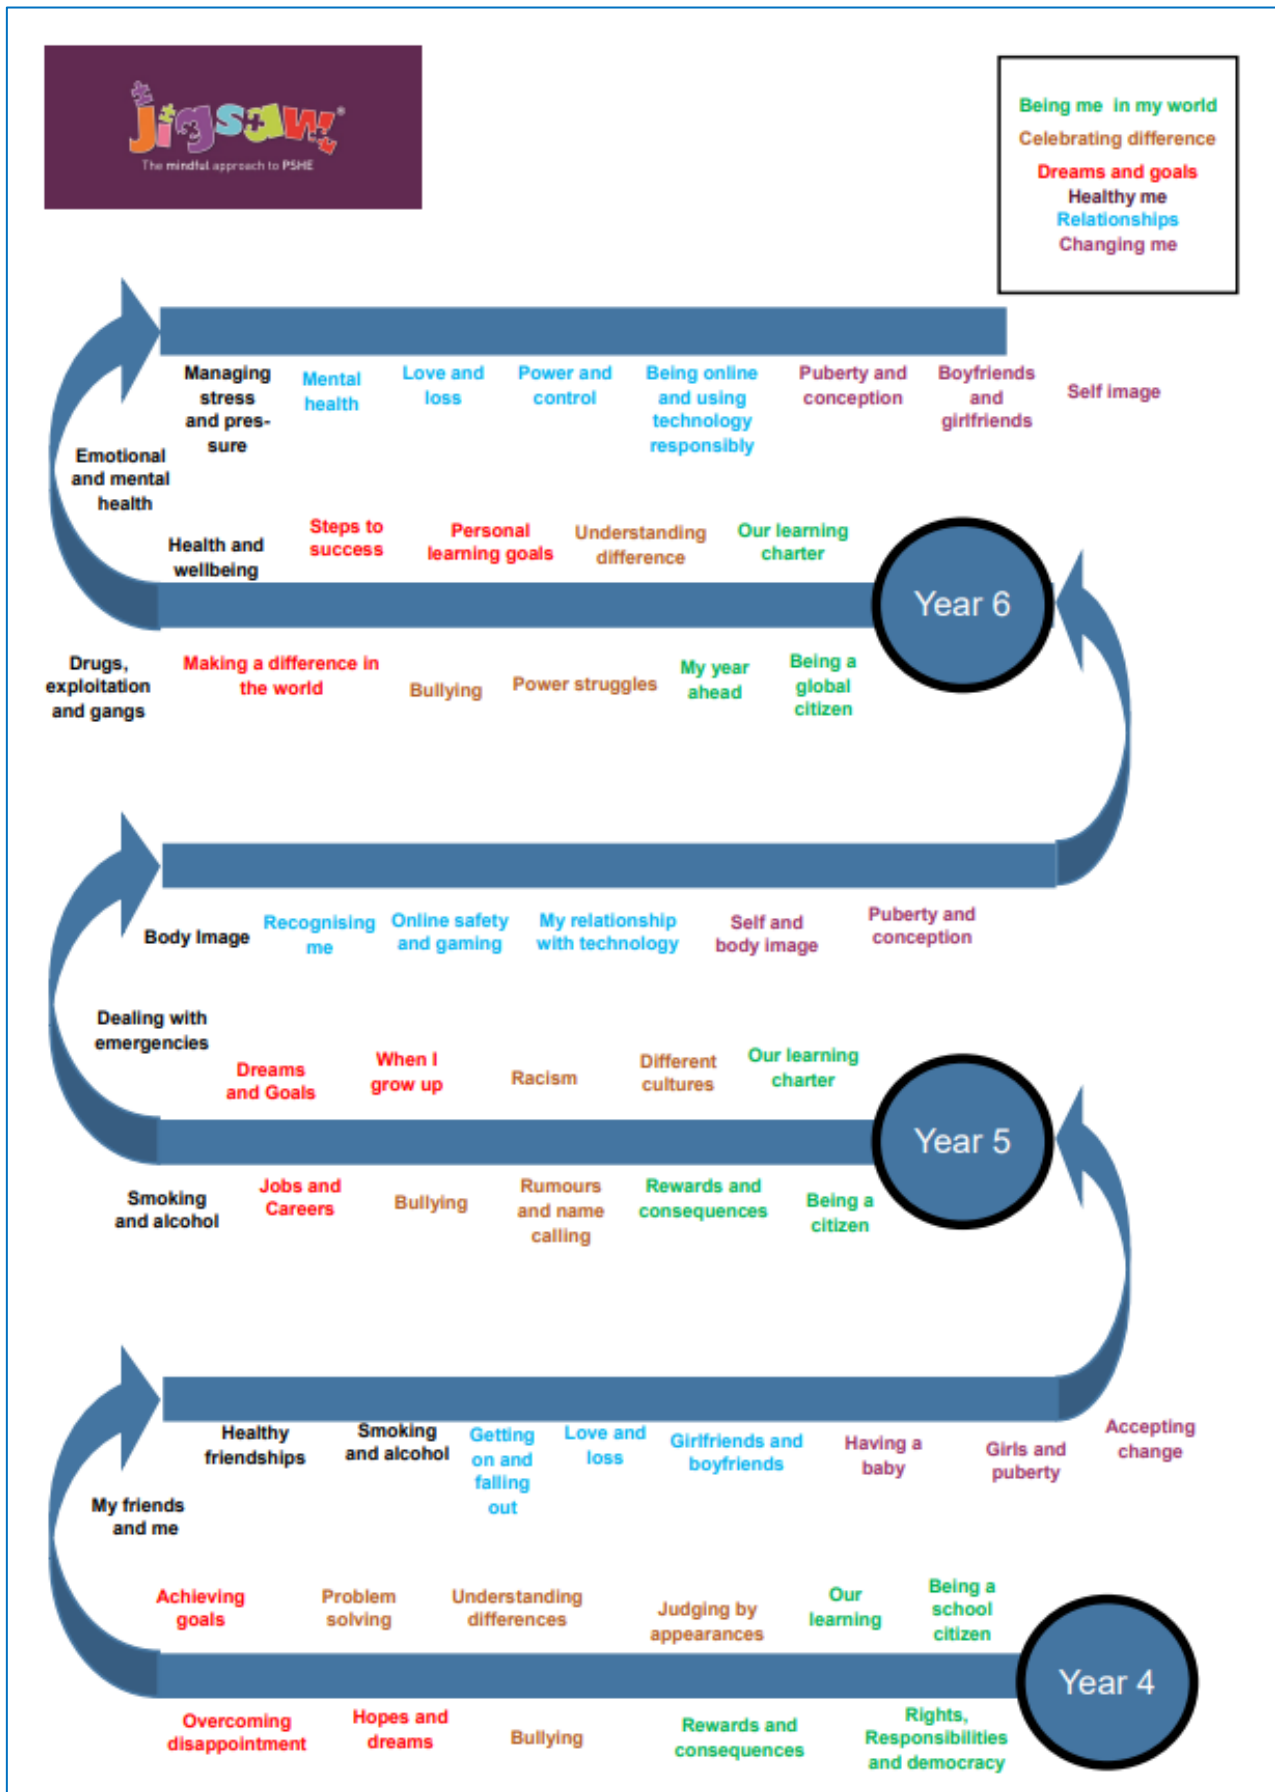 Jigsaw®
The mindful approach to PSHE
Being me in my world
Celebrating difference
Dreams and goals
Healthy me
Relationships
Changing me
Managing
stress
and pres-
sure
Mental
health
Love and
loss
Power and
control
Being online
and using
technology
responsibly
Puberty and
conception
Boyfriends
and
girlfriends
Self image
Emotional
and mental
health
Health and
wellbeing
Steps to
success
Personal
learning goals
Understanding
difference
Our learning
charter
Year 6
Drugs,
exploitation
and gangs
Making a difference in
the world
Bullying
Power struggles
My year
ahead
Being a
global
citizen
Body Image
Recognising
me
Online safety
and gaming
My relationship
with technology
Self and
body image
Puberty and
conception
Dealing with
emergencies
Dreams
and Goals
When I
grow up
Racism
Different
cultures
Our learning
charter
Year 5
Smoking
and alcohol
Jobs and
Careers
Bullying
Rumours
and name
calling
Rewards and
consequences
Being a
citizen
Healthy
friendships
Smoking
and alcohol
Getting
on and
falling
out
Love and
loss
Girlfriends and
boyfriends
Having a
baby
Girls and
puberty
Accepting
change
My friends
and me
Achieving
goals
Problem
solving
Understanding
differences
Judging by
appearances
Our
learning
Being a
school
citizen
Year 4
Overcoming
disappointment
Hopes and
dreams
Bullying
Rewards and
consequences
Rights,
Responsibilities
and democracy